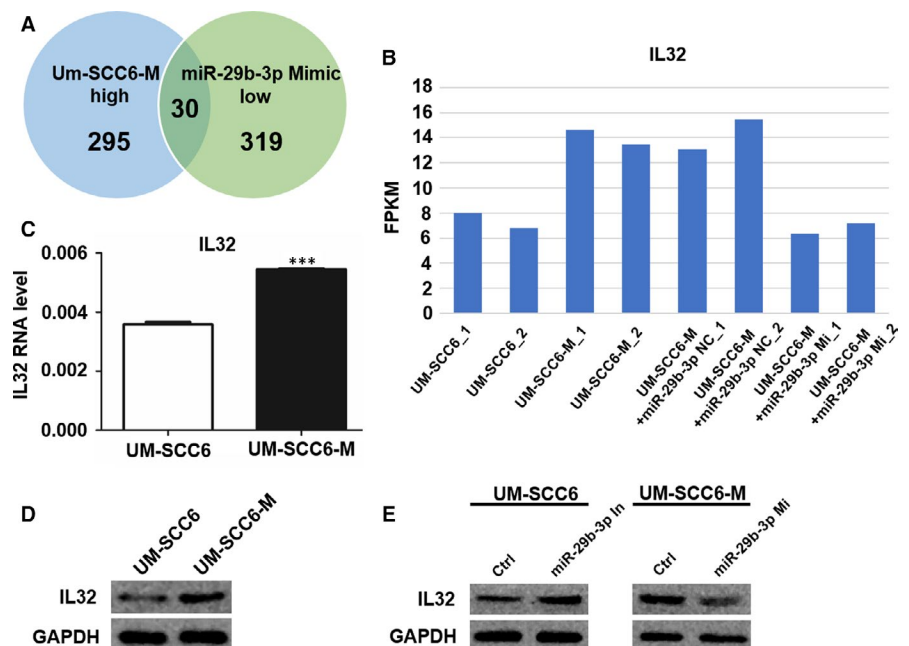 A
Um-SCC6-M
high
miR-29b-3p Mimic
low
30
295
319
B
IL32
FPKM
18
16
14
12
10
8
6
4
2
0
UM-SCC6_1
UM-SCC6_2
UM-SCC6-M_1
UM-SCC6-M_2
UM-SCC6-M
+miR-29b-3p NC_1
UM-SCC6-M
+miR-29b-3p NC_2
UM-SCC6-M
+miR-29b-3p Mi_1
UM-SCC6-M
+miR-29b-3p Mi_2
C
IL32
IL32 RNA level
0.006
0.004
0.002
0.000
***
UM-SCC6
UM-SCC6-M
D
UM-SCC6
UM-SCC6-M
IL32
GAPDH
E
UM-SCC6
UM-SCC6-M
Ctrl
miR-29b-3p In
Ctrl
miR-29b-3p Mi
IL32
GAPDH